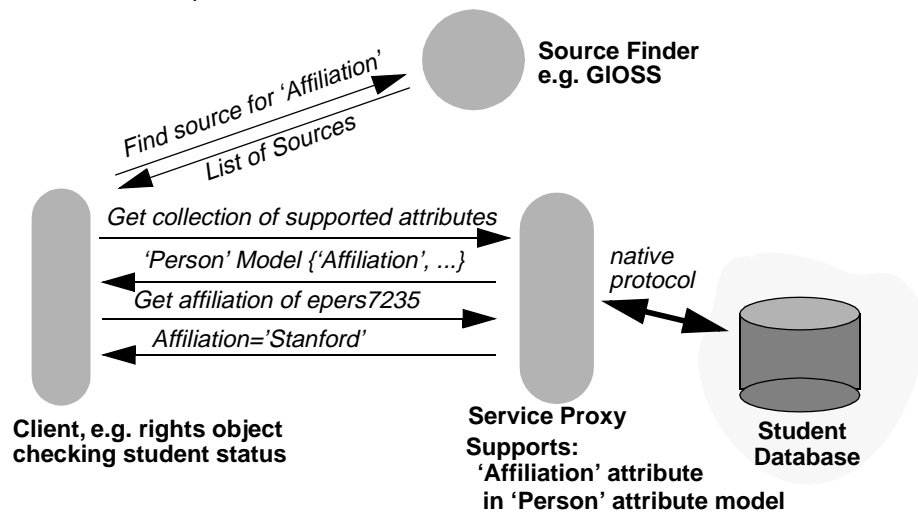 Source Finder
e.g. GIOSS
Find source for ‘Affiliation’
List of Sources
Get collection of supported attributes
‘Person’ Model {‘Affiliation’, ...}
Get affiliation of epers7235
Affiliation=’Stanford’
native
protocol
Client, e.g. rights object
checking student status
Service Proxy
Supports:
‘Affiliation’ attribute
in ‘Person’ attribute model
Student
Database